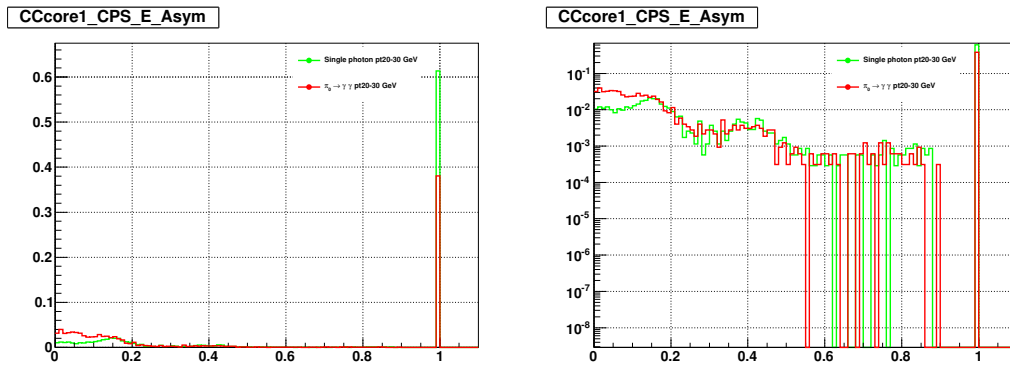 CCcore1_CPS_E_Asym
Single photon pt20-30 GeV
π₀ → γ γ pt20-30 GeV
0.6
0.5
0.4
0.3
0.2
0.1
0
0 0.2 0.4 0.6 0.8 1
CCcore1_CPS_E_Asym
Single photon pt20-30 GeV
π₀ → γ γ pt20-30 GeV
10⁻¹
10⁻²
10⁻³
10⁻⁴
10⁻⁵
10⁻⁶
10⁻⁷
10⁻⁸
0 0.2 0.4 0.6 0.8 1